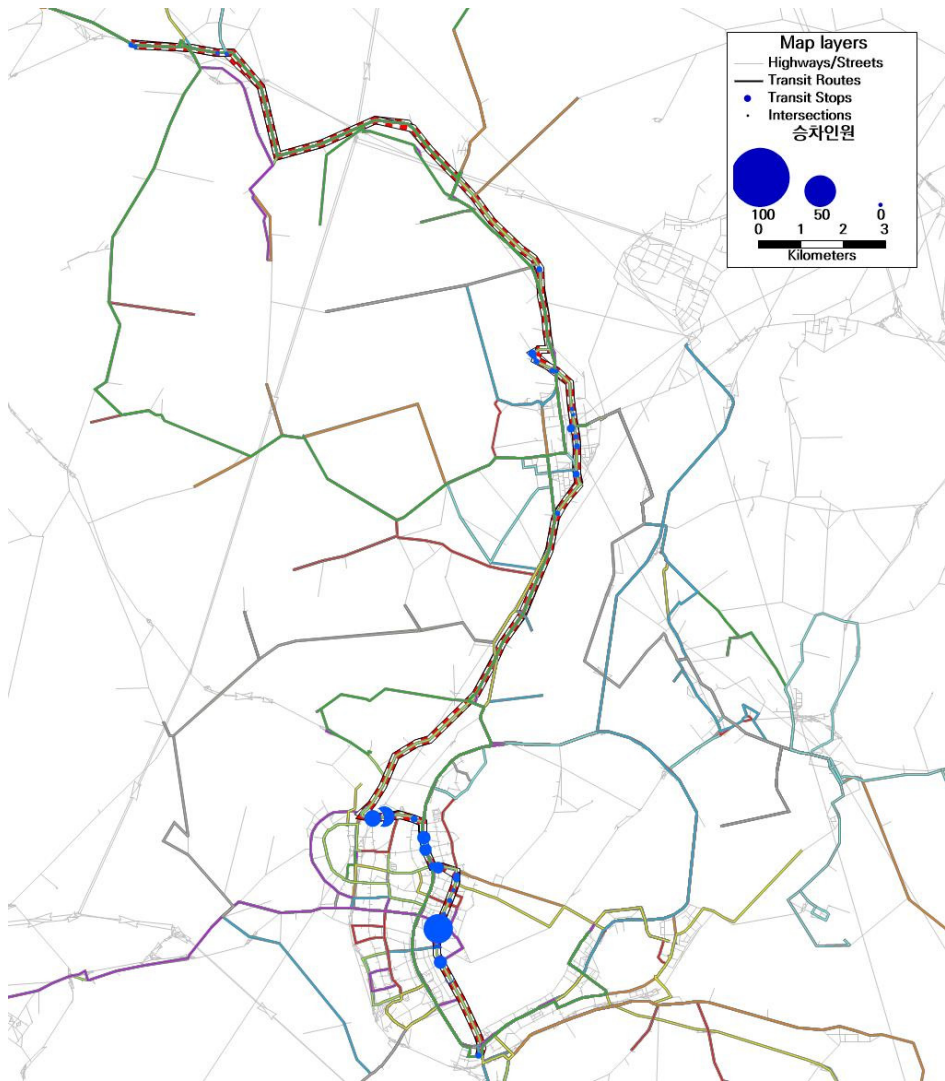 Map layers
Highways/Streets
Transit Routes
Transit Stops
Intersections
승차인원
100 50 0
0 1 2 3
Kilometers